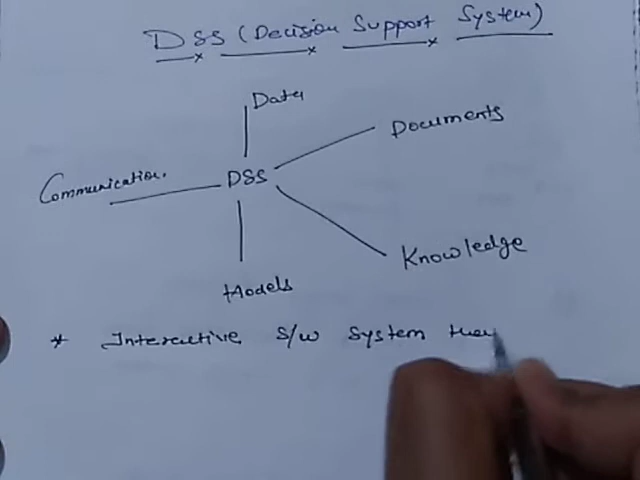 DSS (Decision Support System)
Data
Documents
Communication.
DSS
Knowledge
Models
* Interactive S/w System